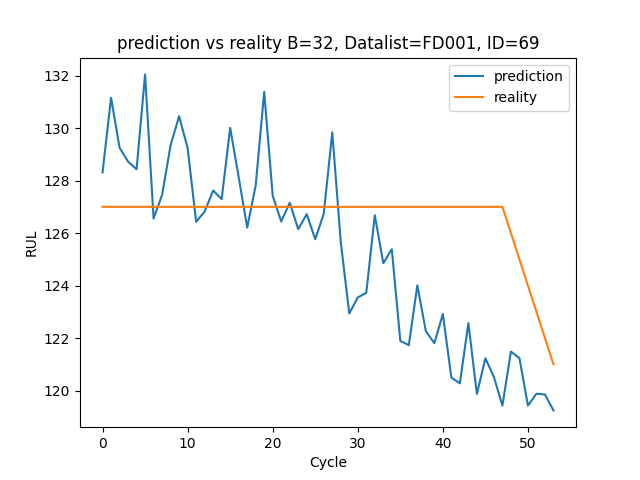 prediction vs reality B=32, Datalist=FD001, ID=69
prediction
reality
132
130
128
126
124
122
120
RUL
0 10 20 30 40 50
Cycle